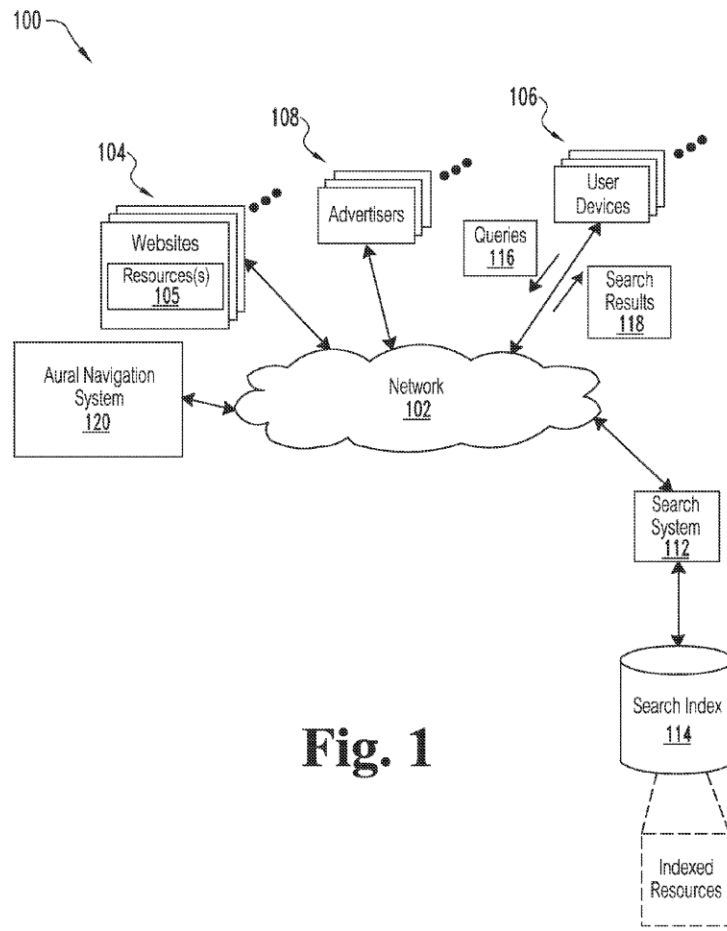 100
108
106
104
User
Devices
Advertisers
Queries
116
Websites
Resources(s)
105
Search
Results
118
Aural Navigation
System
120
Network
102
Search
System
112
Search Index
114
Fig. 1
Indexed
Resources